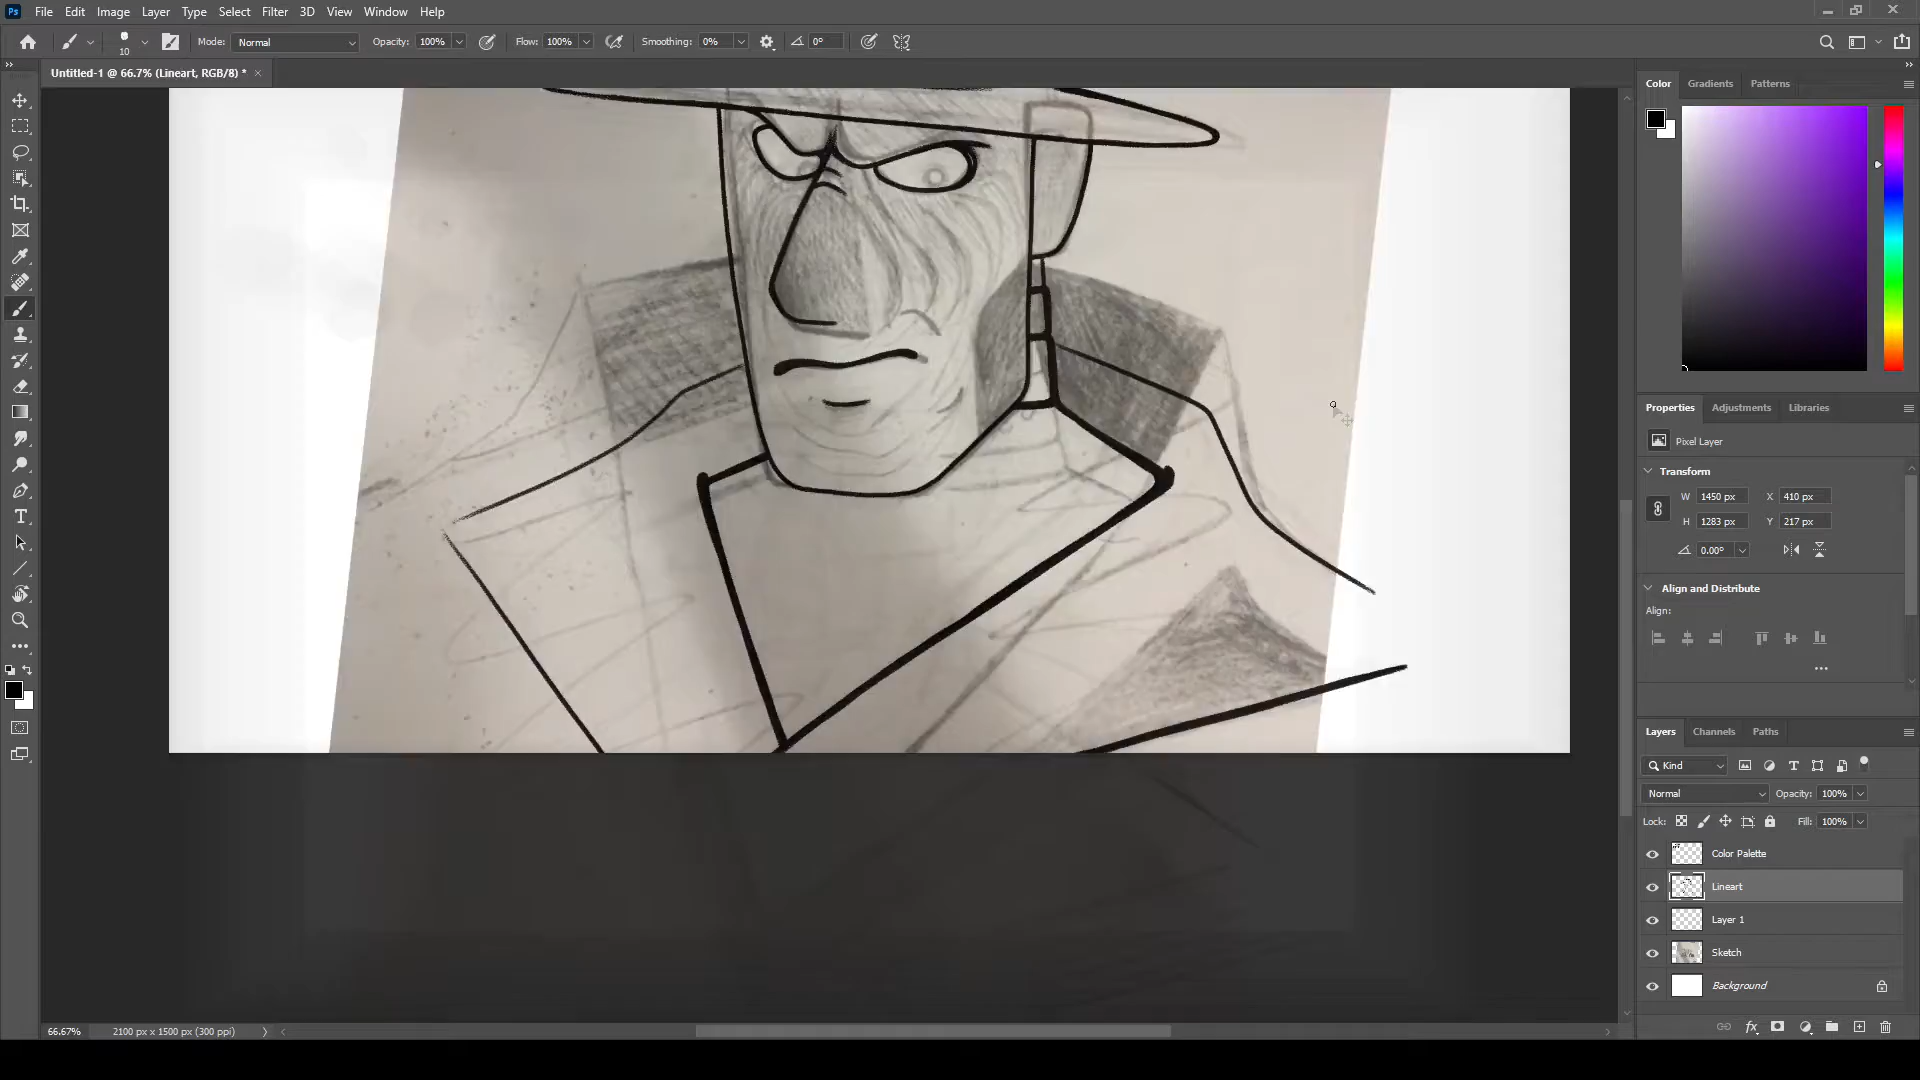 Ps File Edit Image Layer Type Select Filter 3D View Window Help
10 Mode: Normal Opacity: 100% Flow: 100% Smoothing: 0% 0°
Untitled-1 @ 66.7% (Lineart, RGB/8) *
Color Gradients Patterns
Properties Adjustments Libraries
Pixel Layer
Transform
W 1450 px X 410 px
H 1283 px Y 217 px
0.00°
Align and Distribute
Align:
Layers Channels Paths
Kind
Normal Opacity: 100%
Lock: Fill: 100%
Color Palette
Lineart
Layer 1
Sketch
Background
fx
66.67% 2100 px x 1500 px (300 ppi)